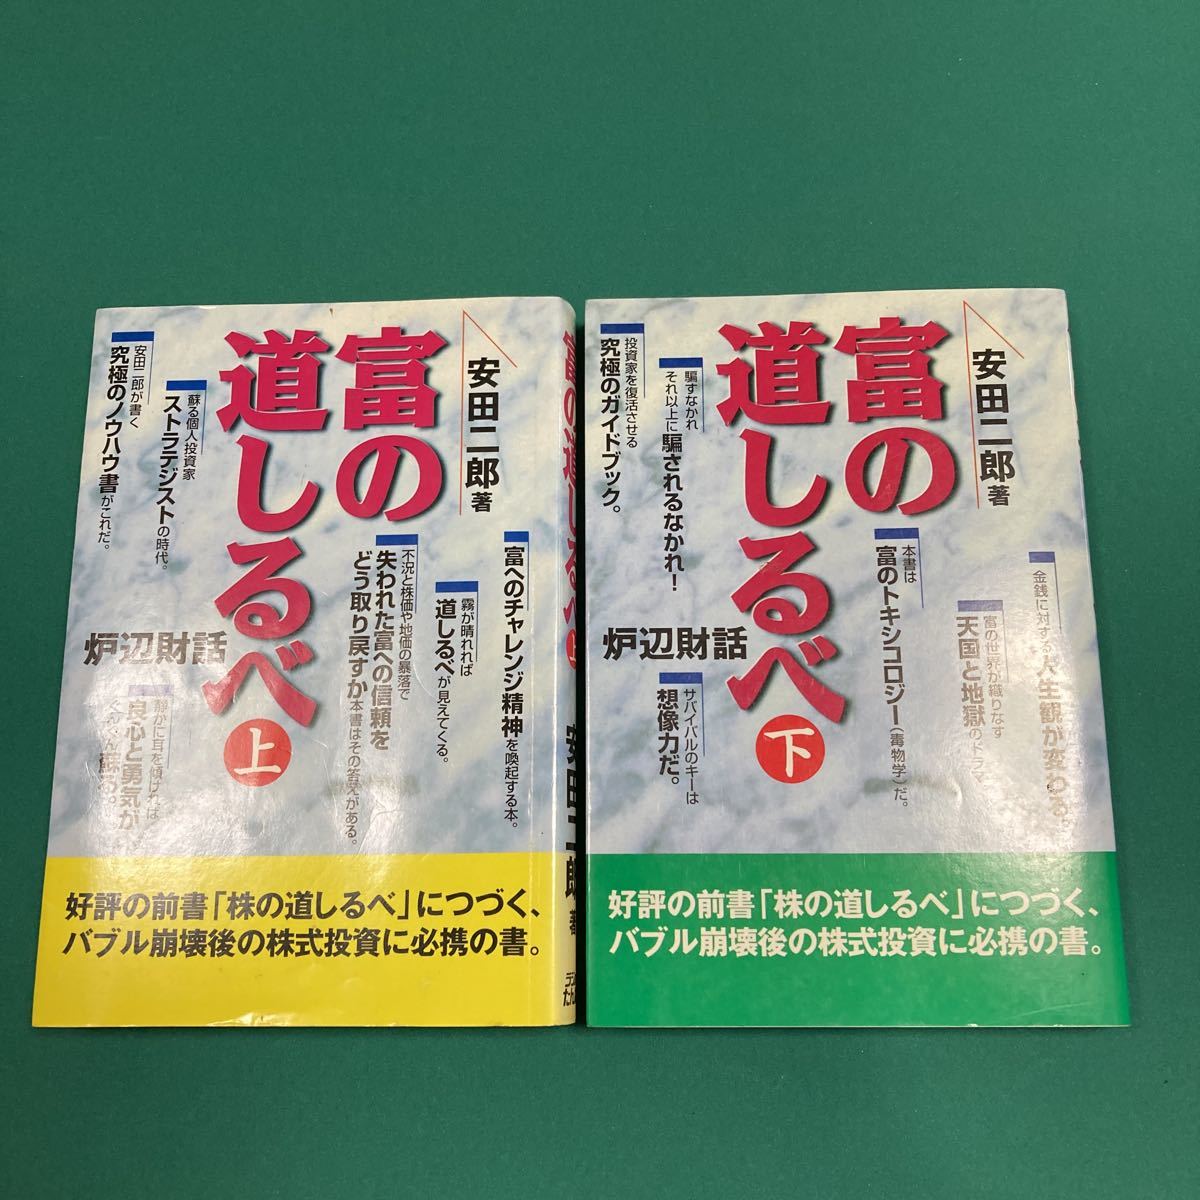 安田二郎 著
富の
道しるべ
上
炉辺財話
富へのチャレンジ精神を喚起する本。
霧が晴れれば
道しるべが見えてくる。
不況と株価や地価の暴落で
失われた富への信頼を
どう取り戻すか本書はその答えがある。
蘇る個人投資家
ストラテジストの時代。
安田二郎が書く
究極のノウハウ書がこれだ。
静かに耳を傾ければ
良心と勇気が
好評の前書「株の道しるべ」につづく、
バブル崩壊後の株式投資に必携の書。
富の道しるべ 上
安田二郎 著
安田二郎 著
富の
道しるべ
下
炉辺財話
金銭に対する人生観が変わる。
富の世界が織りなす
天国と地獄のドラマ
本書は
富のトキシコロジー(毒物学)だ。
騙すなかれ
それ以上に騙されるなかれ!
投資家を復活させる
究極のガイドブック。
サバイバルのキーは
想像力だ。
好評の前書「株の道しるべ」につづく、
バブル崩壊後の株式投資に必携の書。